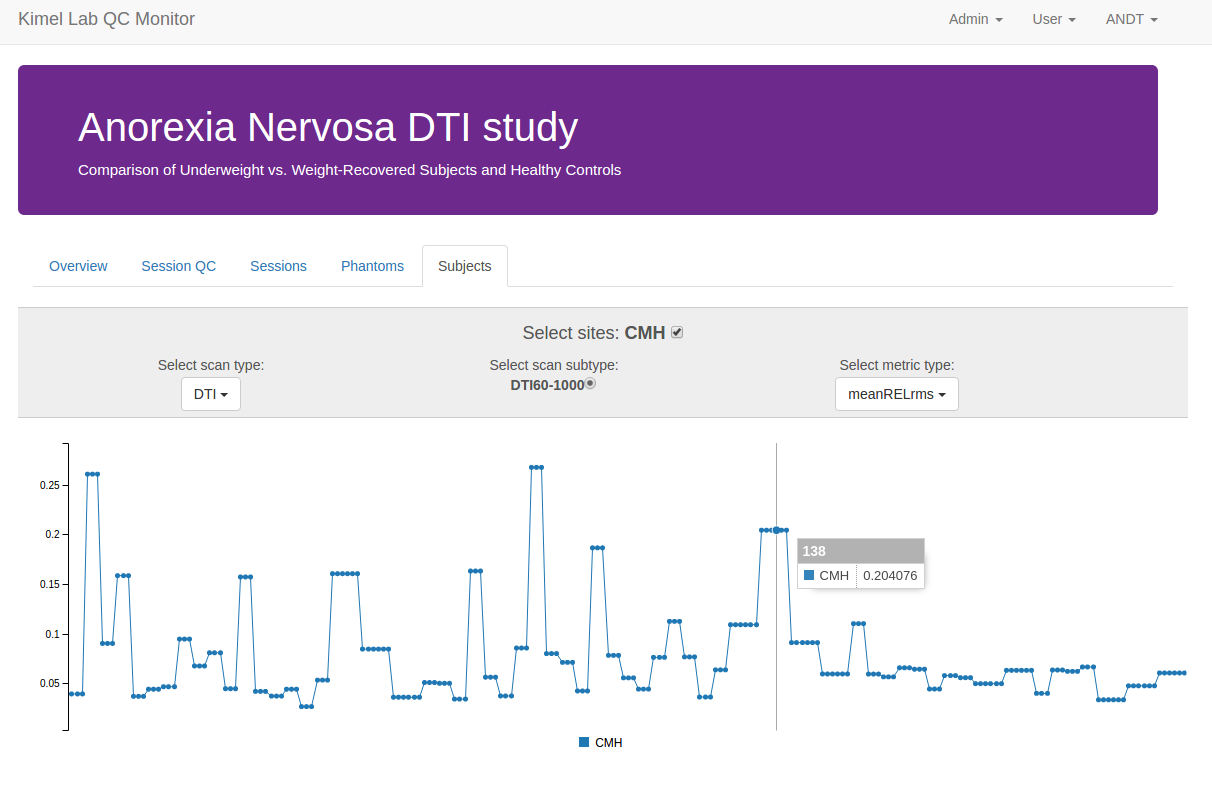 Kimel Lab QC Monitor Admin User ANDT
Anorexia Nervosa DTI study
Comparison of Underweight vs. Weight-Recovered Subjects and Healthy Controls
Overview Session QC Sessions Phantoms Subjects
Select sites: CMH
Select scan type: Select scan subtype: Select metric type:
DTI DTI60-1000 meanRELrms
0.25
0.2
138
CMH 0.204076
0.15
0.1
0.05
CMH